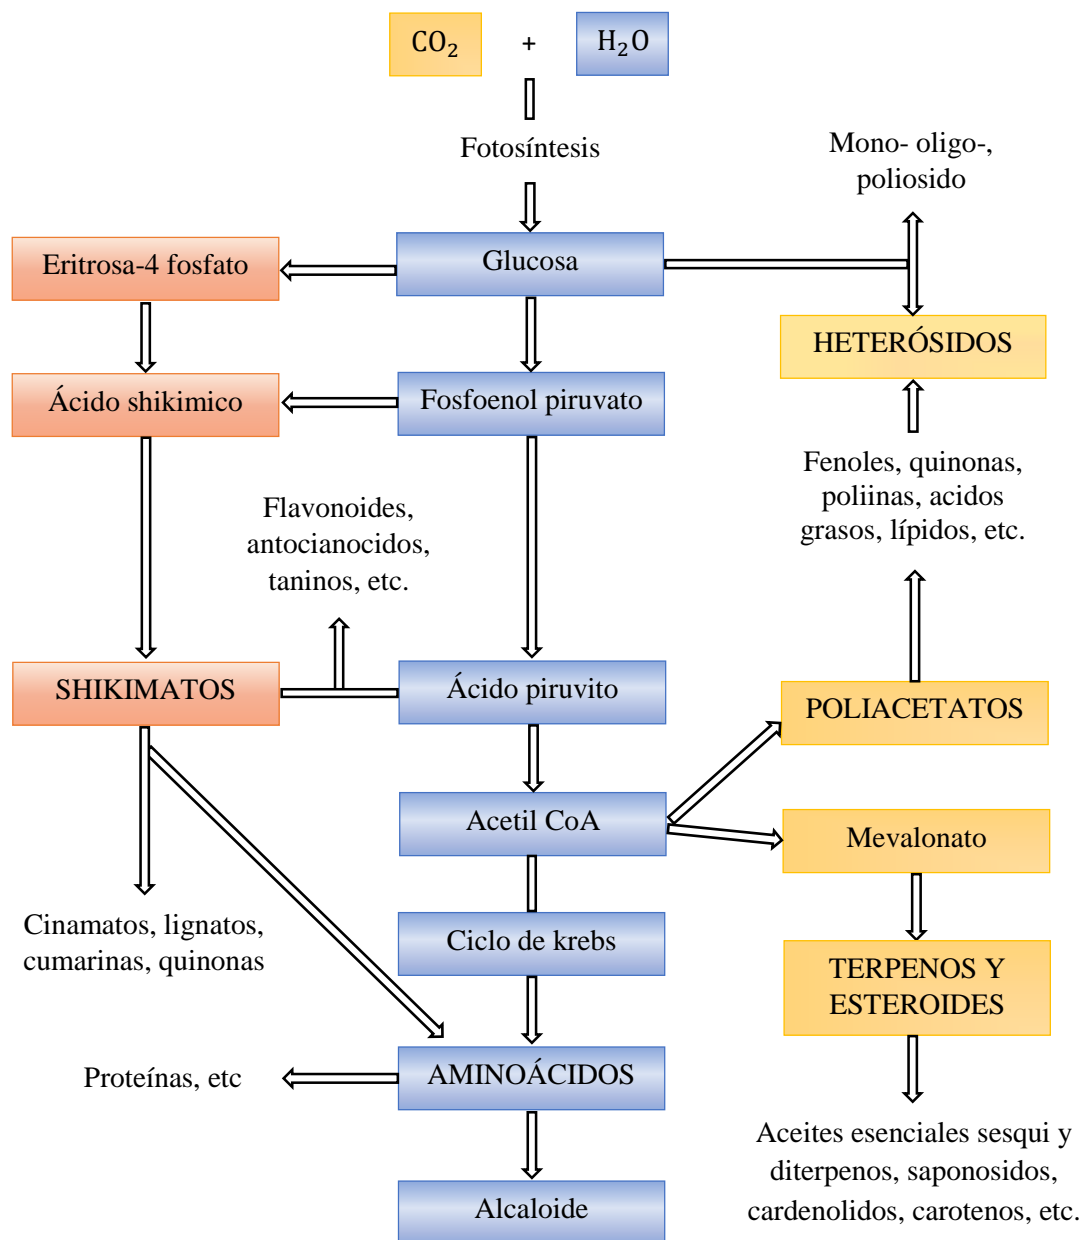 CO₂ + H₂O
Fotosíntesis
Mono- oligo-,
poliosido
Eritrosa-4 fosfato
Glucosa
HETERÓSIDOS
Ácido shikimico
Fosfoenol piruvato
Fenoles, quinonas,
poliinas, acidos
grasos, lípidos, etc.
Flavonoides,
antocianocidos,
taninos, etc.
SHIKIMATOS
Ácido piruvito
POLIACETATOS
Acetil CoA
Mevalonato
Cinamatos, lignatos,
cumarinas, quinonas
Ciclo de krebs
TERPENOS Y
ESTEROIDES
Proteínas, etc
AMINOÁCIDOS
Aceites esenciales sesqui y
diterpenos, saponosidos,
cardenolidos, carotenos, etc.
Alcaloide